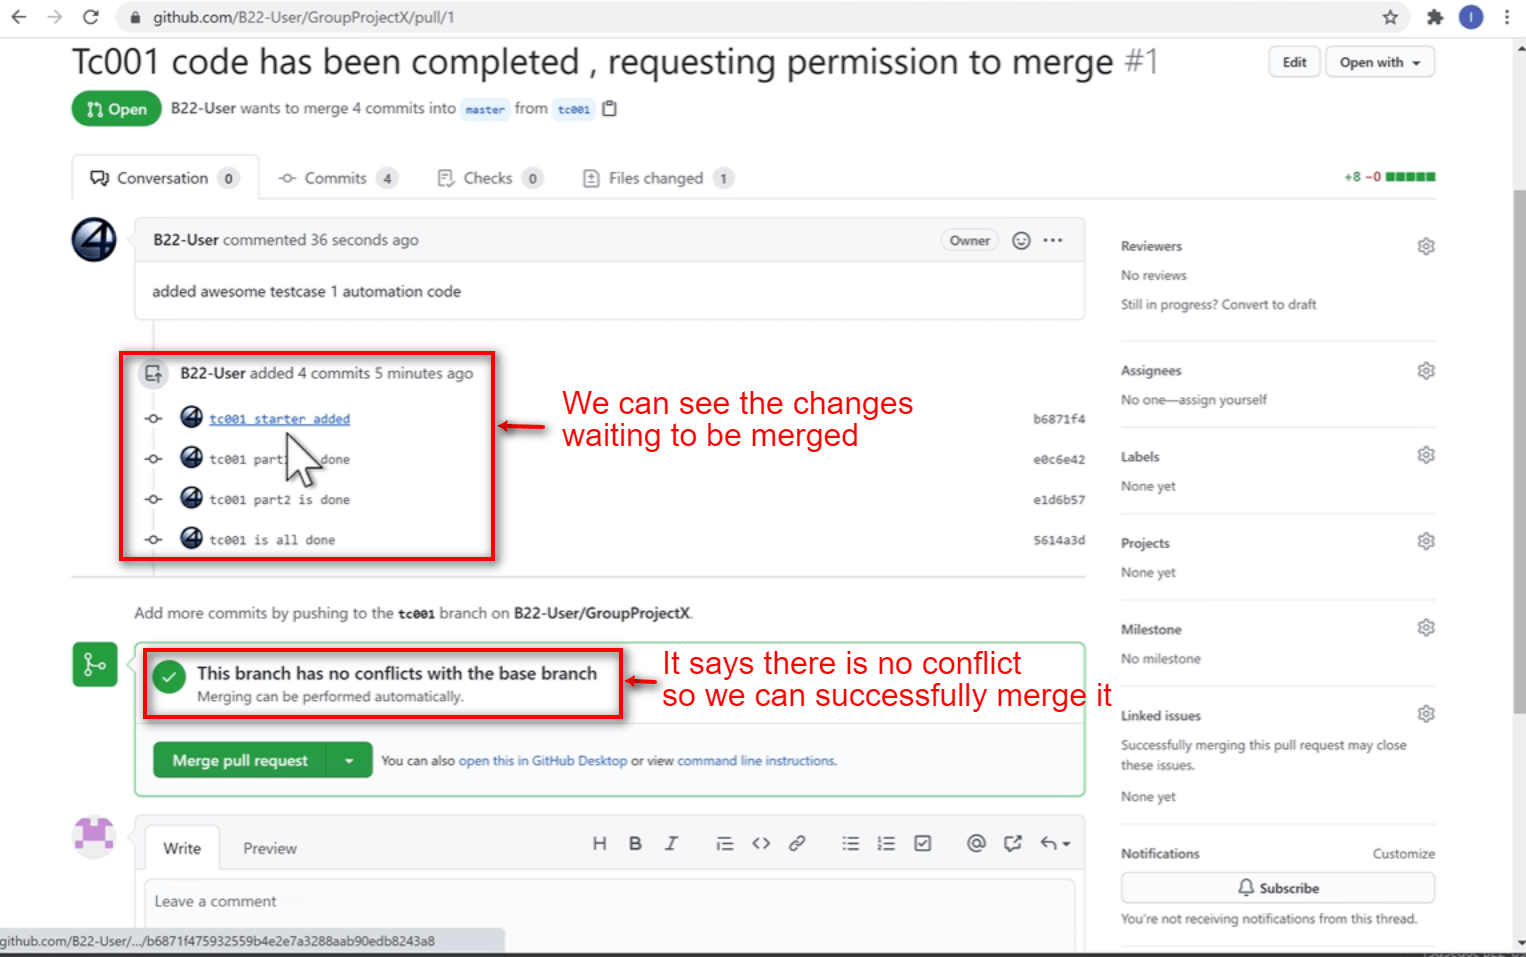 github.com/B22-User/GroupProjectX/pull/1
Tc001 code has been completed , requesting permission to merge #1
Edit
Open with
Open
B22-User wants to merge 4 commits into master from tc001
Conversation 0
Commits 4
Checks 0
Files changed 1
+8 −0
B22-User commented 36 seconds ago
Owner
added awesome testcase 1 automation code
B22-User added 4 commits 5 minutes ago
tc001 starter added
b6871f4
tc001 part done
e0c6e42
tc001 part2 is done
e1d6b57
tc001 is all done
5614a3d
We can see the changes
waiting to be merged
Add more commits by pushing to the tc001 branch on B22-User/GroupProjectX.
This branch has no conflicts with the base branch
Merging can be performed automatically.
It says there is no conflict
so we can successfully merge it
Merge pull request
You can also open this in GitHub Desktop or view command line instructions.
Write
Preview
Leave a comment
Reviewers
No reviews
Still in progress? Convert to draft
Assignees
No one—assign yourself
Labels
None yet
Projects
None yet
Milestone
No milestone
Linked issues
Successfully merging this pull request may close
these issues.
None yet
Notifications
Customize
Subscribe
You're not receiving notifications from this thread.
github.com/B22-User/.../b6871f475932559b4e2e7a3288aab90edb8243a8